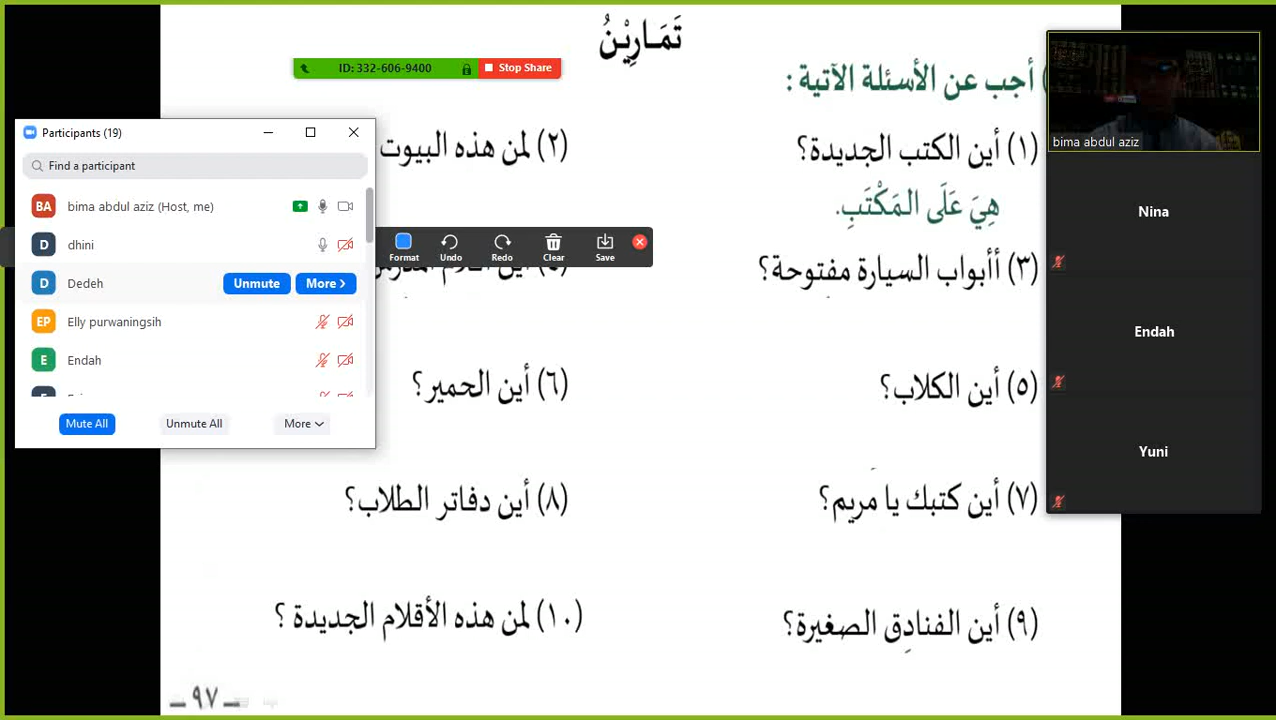 تَمَارِيْنُ
ID: 332-606-9400
Stop Share
) أجب عن الأسئلة الآتية :
(١) أين الكتب الجديدة؟
(٢) لمن هذه البيوت
هِيَ عَلَى المَكْتَبِ.
(٣) أأبواب السيارة مفتوحة؟
(٥) أين الكلاب؟
(٦) أين الحمير؟
(٧) أين كتبك يا مَريم؟
(٨) أين دفاتر الطلاب؟
(٩) أين الفنادِق الصغيرة؟
(١٠) لمن هذه الأقلام الجديدة ؟
ـ ٩٧ ـ
Participants (19)
Find a participant
BA bima abdul aziz (Host, me)
D dhini
D Dedeh Unmute More >
EP Elly purwaningsih
E Endah
Mute All Unmute All More
Format Undo Redo Clear Save
bima abdul aziz
Nina
Endah
Yuni